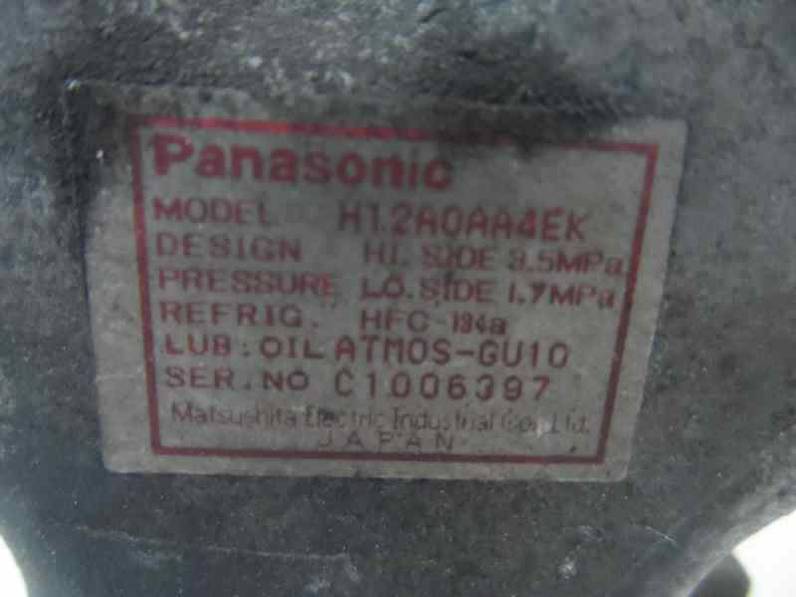 Panasonic
MODEL H12A0AA4EK
DESIGN HI. SIDE 3.5MPa
PRESSURE LO. SIDE 1.7MPa
REFRIG. HFC-134a
LUB. OIL ATMOS-GU10
SER. NO C1006397
Matsushita Electric Industrial Co., Ltd.
JAPAN